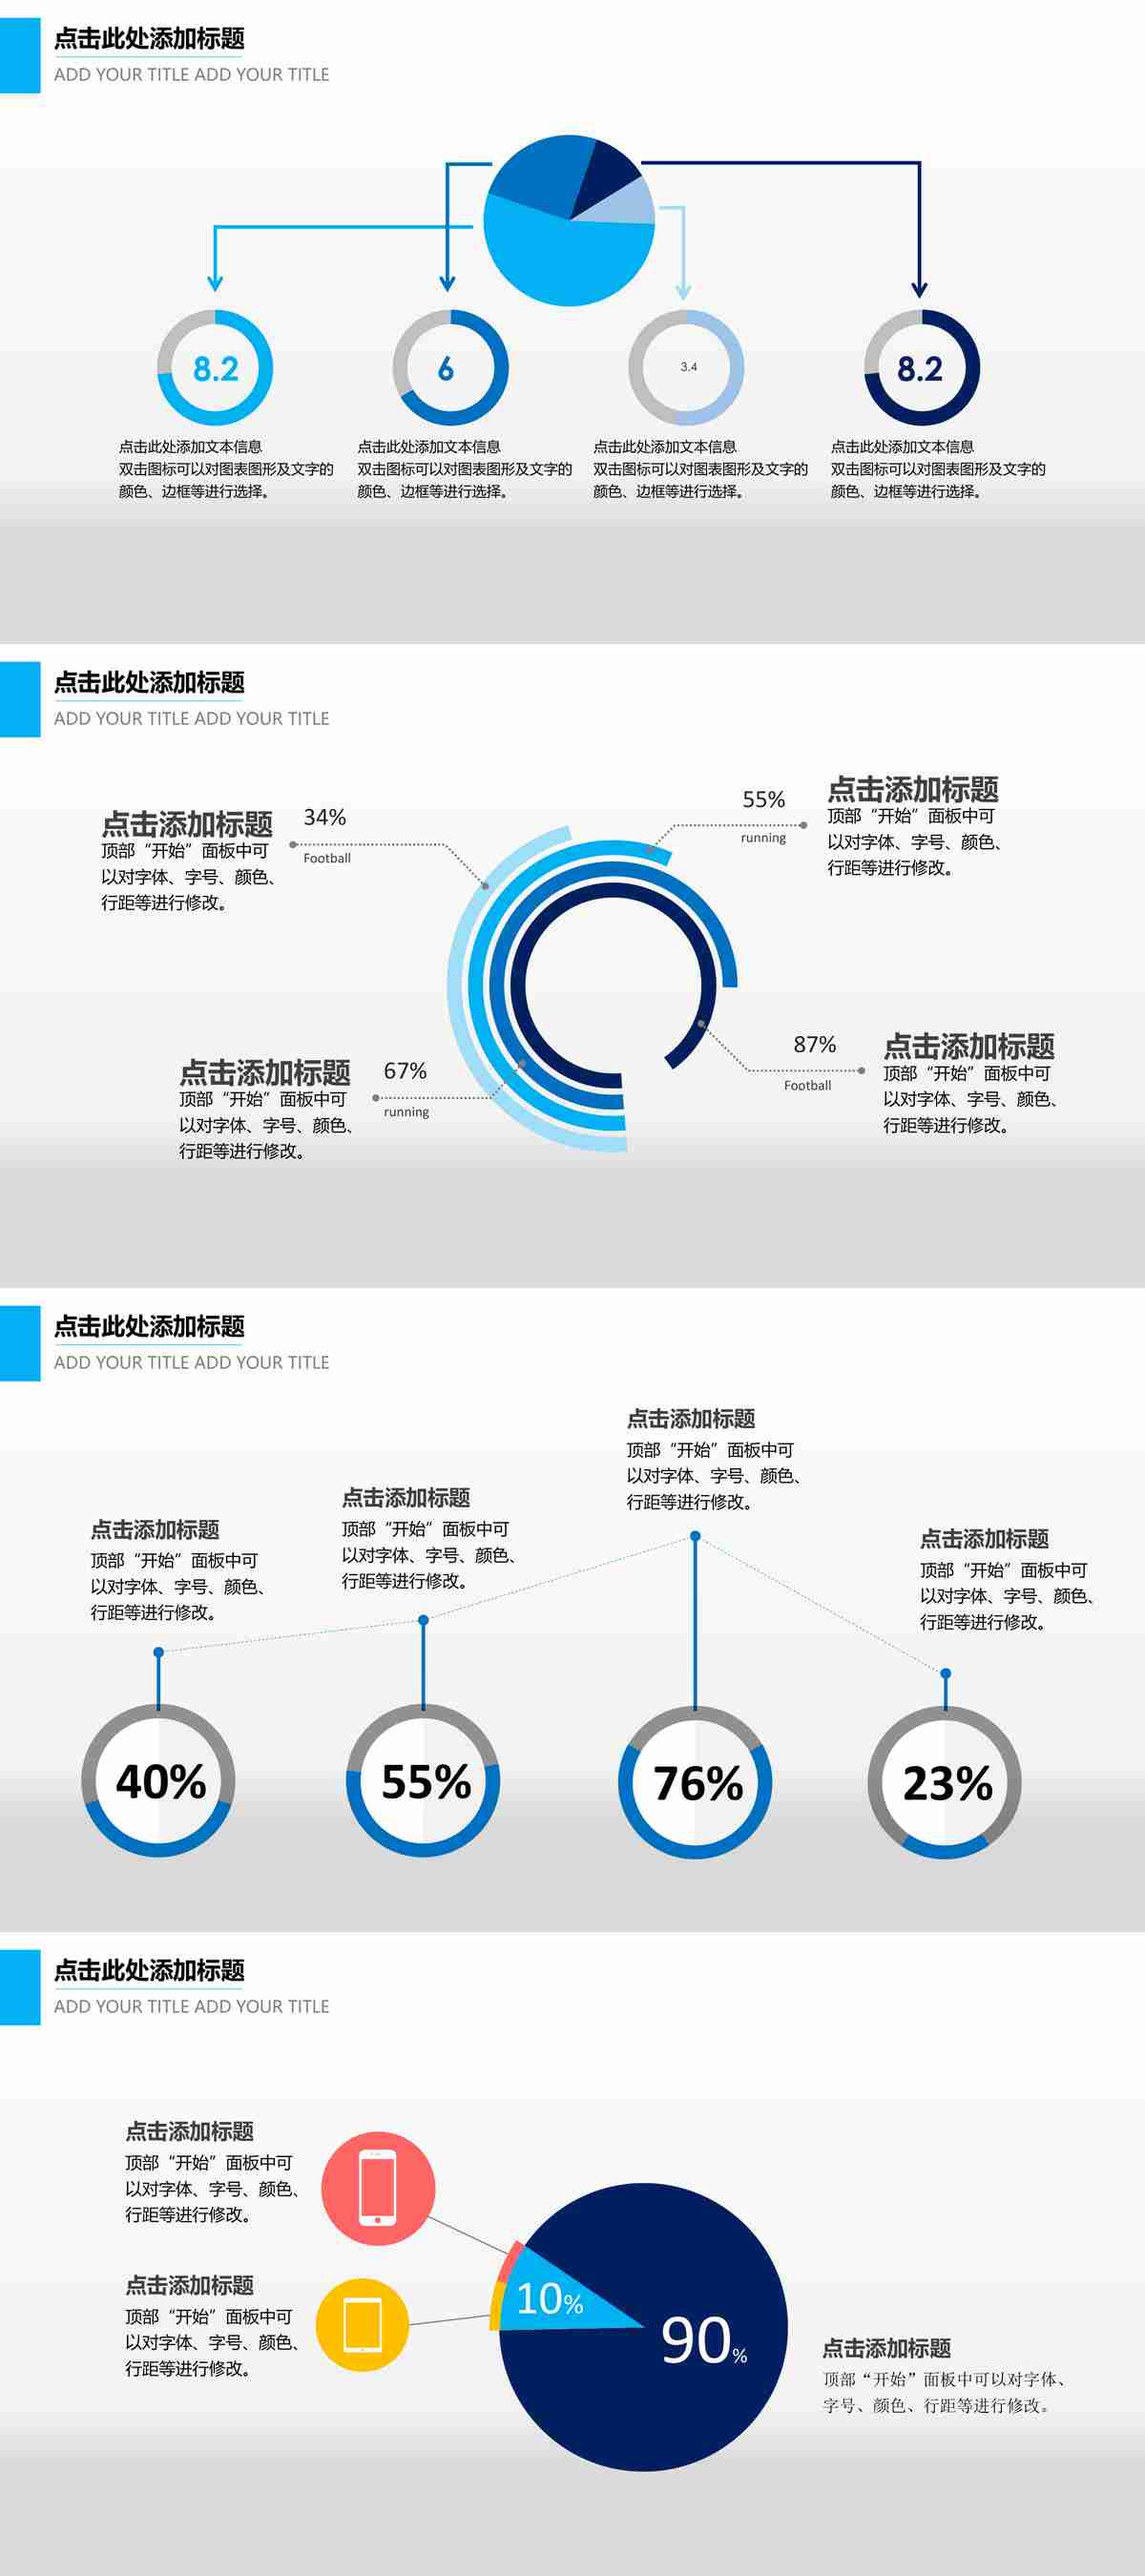 点击此处添加标题
ADD YOUR TITLE ADD YOUR TITLE
8.2
6
3.4
8.2
点击此处添加文本信息
双击图标可以对图表图形及文字的
颜色、边框等进行选择。
点击此处添加文本信息
双击图标可以对图表图形及文字的
颜色、边框等进行选择。
点击此处添加文本信息
双击图标可以对图表图形及文字的
颜色、边框等进行选择。
点击此处添加文本信息
双击图标可以对图表图形及文字的
颜色、边框等进行选择。
点击此处添加标题
ADD YOUR TITLE ADD YOUR TITLE
点击添加标题
顶部“开始”面板中可
以对字体、字号、颜色、
行距等进行修改。
34%
Football
55%
running
点击添加标题
顶部“开始”面板中可
以对字体、字号、颜色、
行距等进行修改。
点击添加标题
顶部“开始”面板中可
以对字体、字号、颜色、
行距等进行修改。
67%
running
87%
Football
点击添加标题
顶部“开始”面板中可
以对字体、字号、颜色、
行距等进行修改。
点击此处添加标题
ADD YOUR TITLE ADD YOUR TITLE
点击添加标题
顶部“开始”面板中可
以对字体、字号、颜色、
行距等进行修改。
点击添加标题
顶部“开始”面板中可
以对字体、字号、颜色、
行距等进行修改。
点击添加标题
顶部“开始”面板中可
以对字体、字号、颜色、
行距等进行修改。
点击添加标题
顶部“开始”面板中可
以对字体、字号、颜色、
行距等进行修改。
40%
55%
76%
23%
点击此处添加标题
ADD YOUR TITLE ADD YOUR TITLE
点击添加标题
顶部“开始”面板中可
以对字体、字号、颜色、
行距等进行修改。
点击添加标题
顶部“开始”面板中可
以对字体、字号、颜色、
行距等进行修改。
10%
90%
点击添加标题
顶部“开始”面板中可以对字体、
字号、颜色、行距等进行修改。